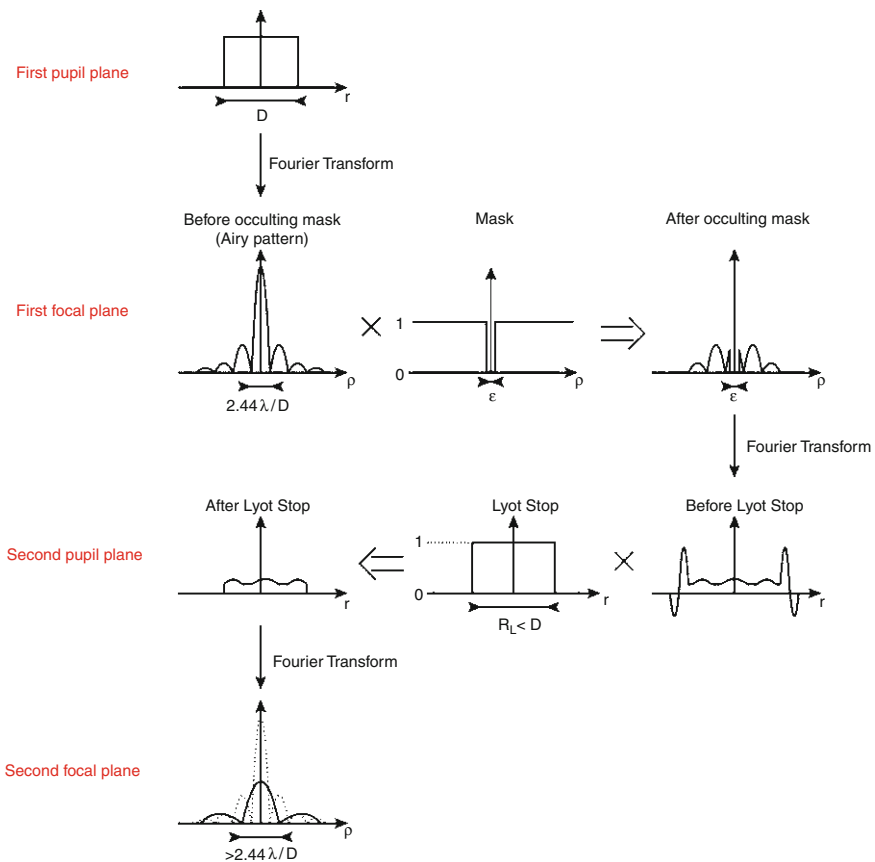 First pupil plane
r
D
Fourier Transform
Before occulting mask
(Airy pattern)
Mask
After occulting mask
First focal plane
1
0
ρ
2.44λ/D
ρ
ε
ρ
ε
Fourier Transform
After Lyot Stop
Lyot Stop
Before Lyot Stop
Second pupil plane
1
0
r
r
R_L < D
r
Fourier Transform
Second focal plane
ρ
>2.44λ/D